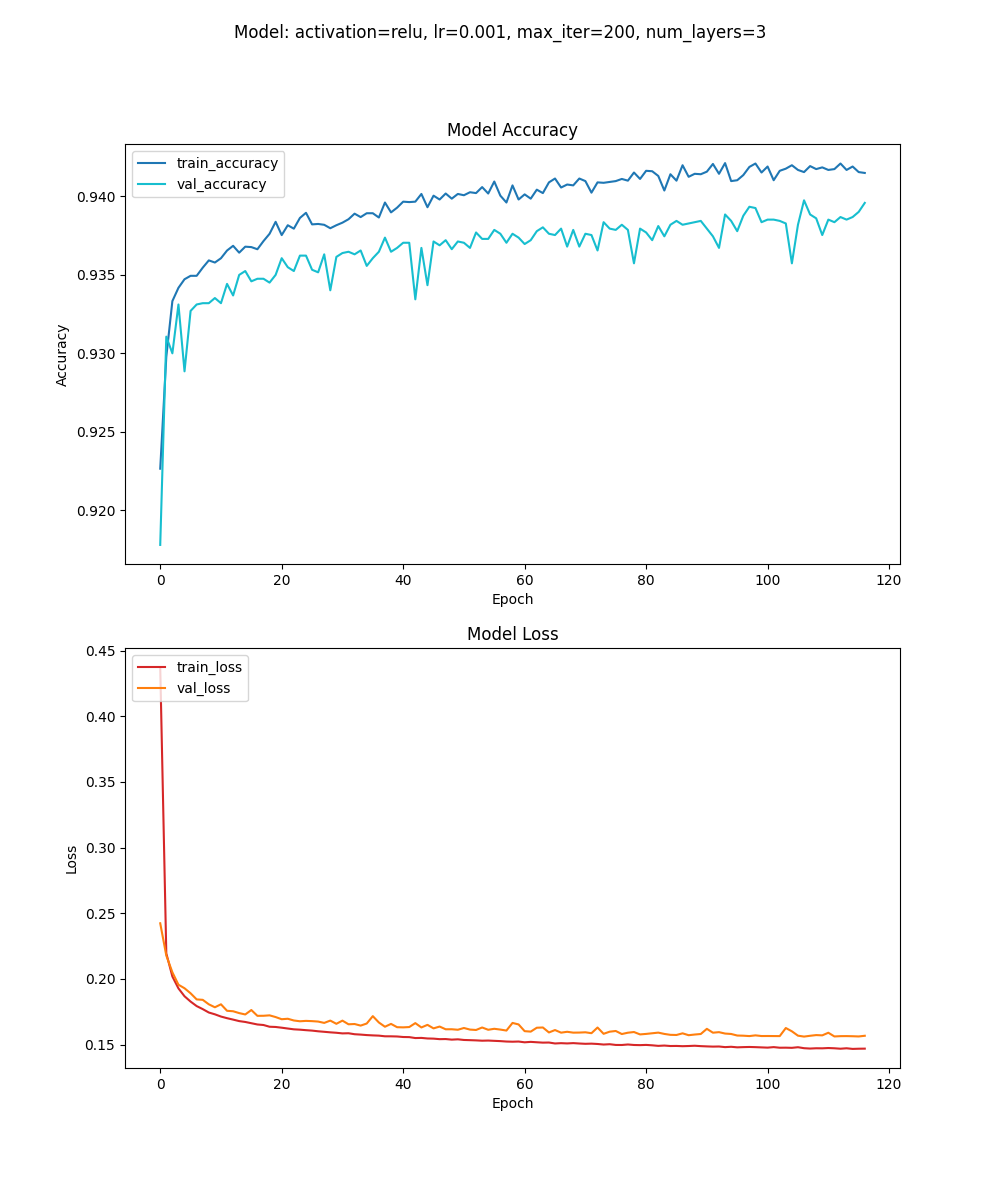 Model: activation=relu, lr=0.001, max_iter=200, num_layers=3
Model Accuracy
train_accuracy
val_accuracy
0.940
0.935
0.930
0.925
0.920
Accuracy
0 20 40 60 80 100 120
Epoch
Model Loss
train_loss
val_loss
0.45
0.40
0.35
0.30
0.25
0.20
0.15
Loss
0 20 40 60 80 100 120
Epoch